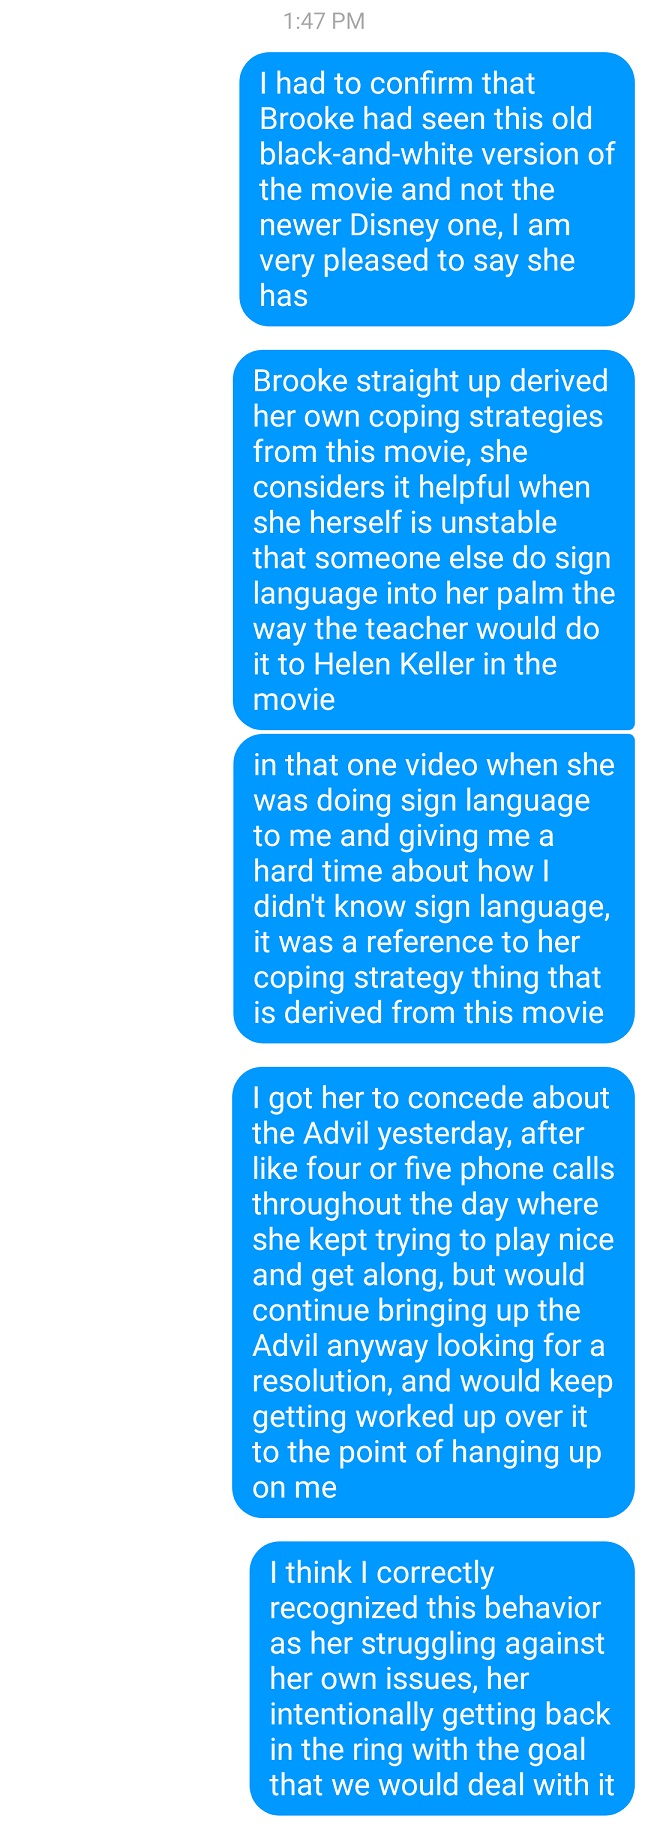 1:47 PM
I had to confirm that
Brooke had seen this old
black-and-white version of
the movie and not the
newer Disney one, I am
very pleased to say she
has
Brooke straight up derived
her own coping strategies
from this movie, she
considers it helpful when
she herself is unstable
that someone else do sign
language into her palm the
way the teacher would do
it to Helen Keller in the
movie
in that one video when she
was doing sign language
to me and giving me a
hard time about how I
didn't know sign language,
it was a reference to her
coping strategy thing that
is derived from this movie
I got her to concede about
the Advil yesterday, after
like four or five phone calls
throughout the day where
she kept trying to play nice
and get along, but would
continue bringing up the
Advil anyway looking for a
resolution, and would keep
getting worked up over it
to the point of hanging up
on me
I think I correctly
recognized this behavior
as her struggling against
her own issues, her
intentionally getting back
in the ring with the goal
that we would deal with it